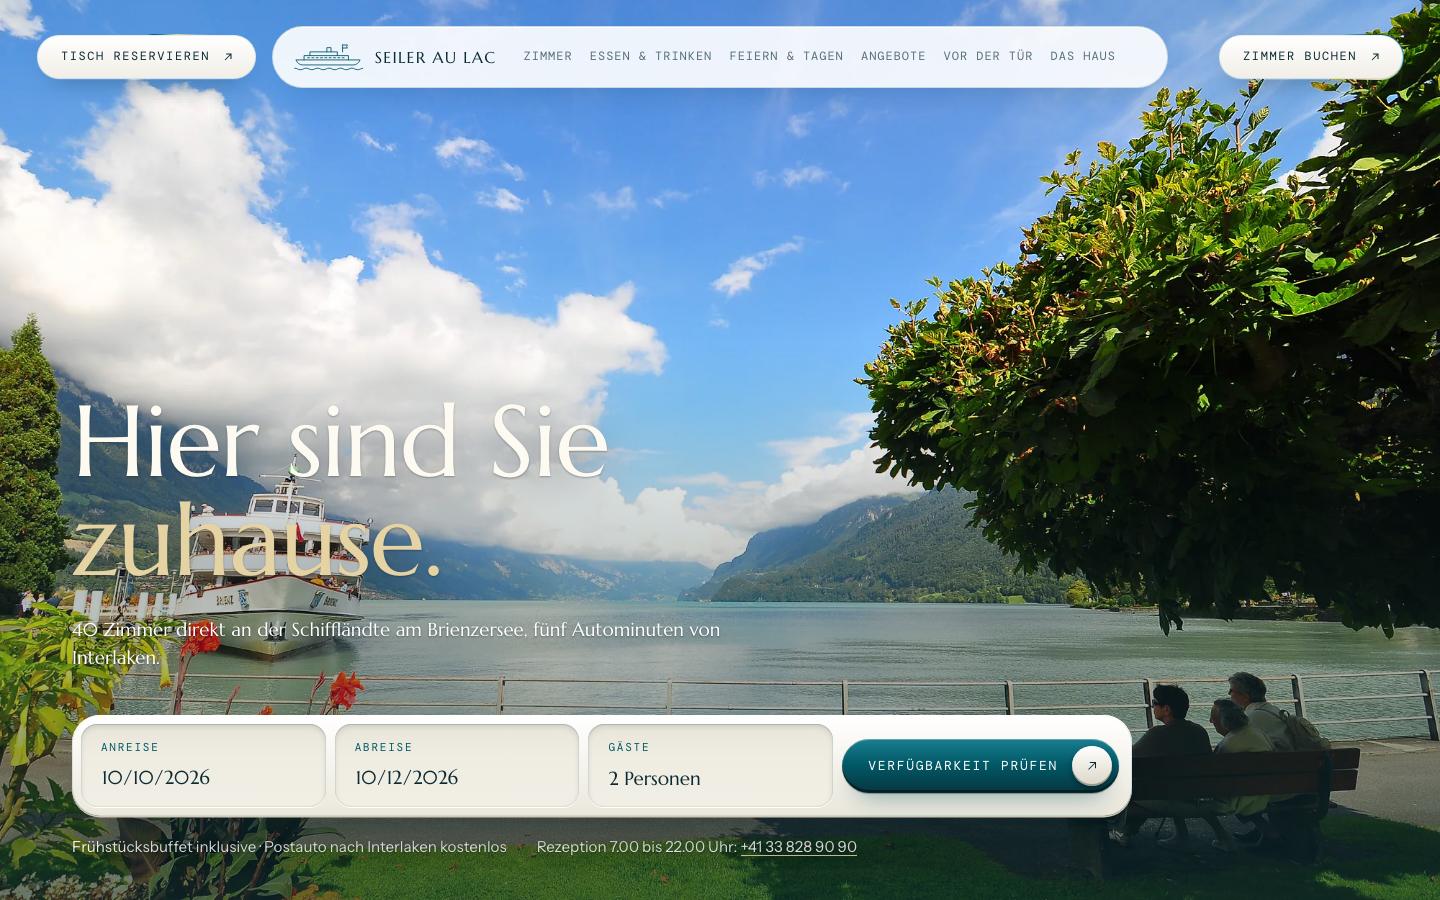 TISCH RESERVIEREN
SEILER AU LAC
ZIMMER ESSEN & TRINKEN FEIERN & TAGEN ANGEBOTE VOR DER TÜR DAS HAUS
ZIMMER BUCHEN
Hier sind Sie
zuhause.
BRIENZ BRIENZ
40 Zimmer direkt an der Schiffländte am Brienzersee, fünf Autominuten von
Interlaken.
ANREISE ABREISE GÄSTE
10/10/2026 10/12/2026 2 Personen
VERFÜGBARKEIT PRÜFEN
Frühstücksbuffet inklusive · Postauto nach Interlaken kostenlos Rezeption 7.00 bis 22.00 Uhr: +41 33 828 90 90